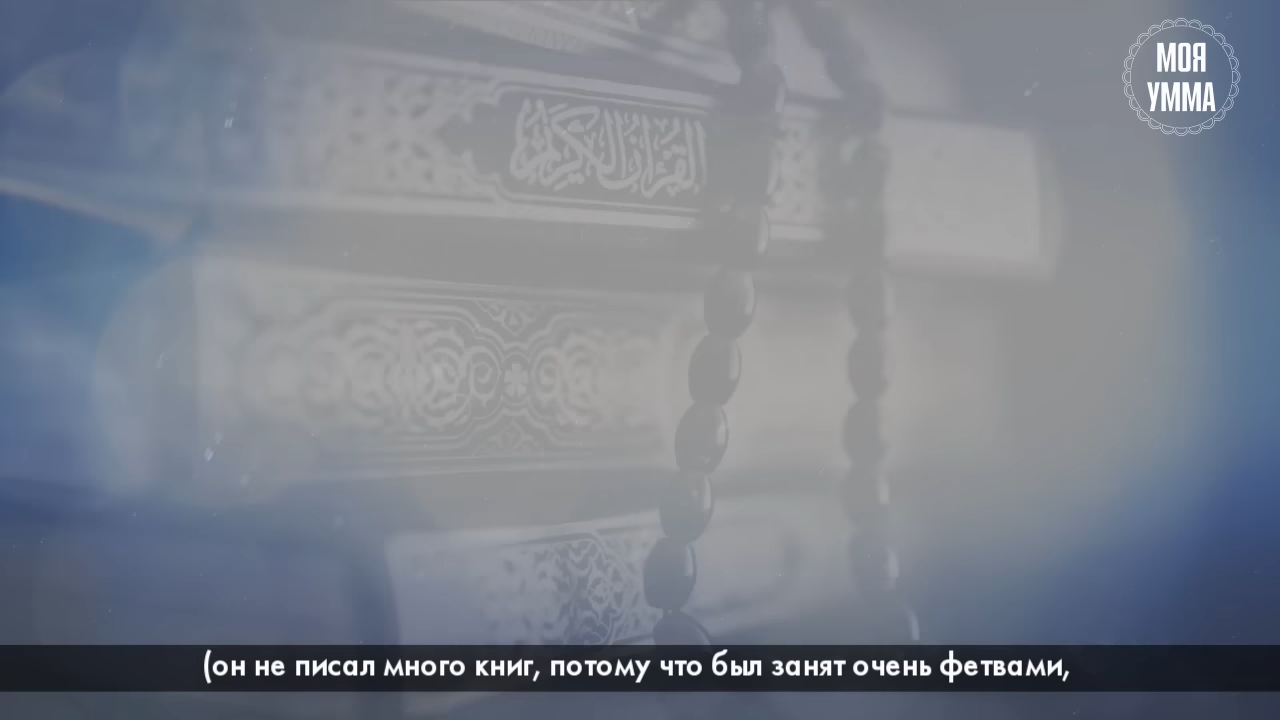 МОЯ
УММА
القرآن الكريم
(он не писал много книг, потому что был занят очень фетвами,